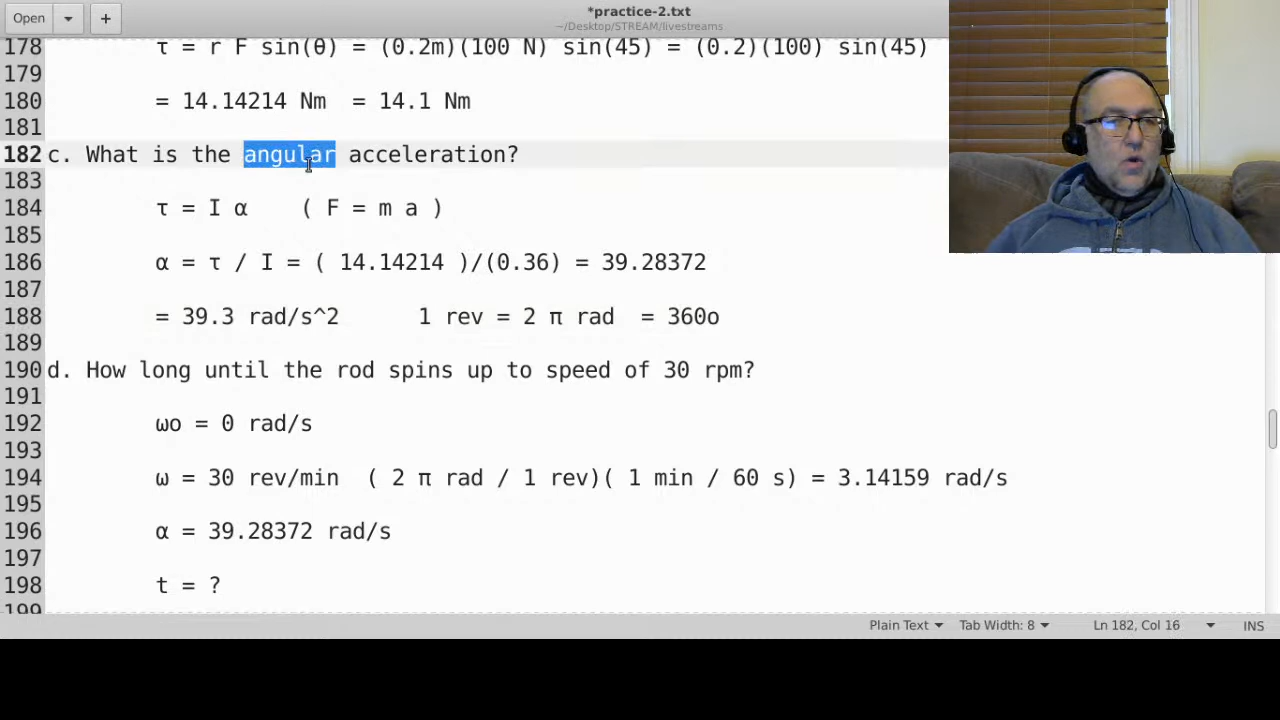 Open
+
*practice-2.txt
~/Desktop/STREAM/livestreams
178 τ = r F sin(θ) = (0.2m)(100 N) sin(45) = (0.2)(100) sin(45)
179
180 = 14.14214 Nm = 14.1 Nm
181
182 c. What is the angular acceleration?
183
184 τ = I α ( F = m a )
185
186 α = τ / I = ( 14.14214 )/(0.36) = 39.28372
187
188 = 39.3 rad/s^2 1 rev = 2 π rad = 360o
189
190 d. How long until the rod spins up to speed of 30 rpm?
191
192 ωo = 0 rad/s
193
194 ω = 30 rev/min ( 2 π rad / 1 rev)( 1 min / 60 s) = 3.14159 rad/s
195
196 α = 39.28372 rad/s
197
198 t = ?
199
Plain Text Tab Width: 8 Ln 182, Col 16 INS